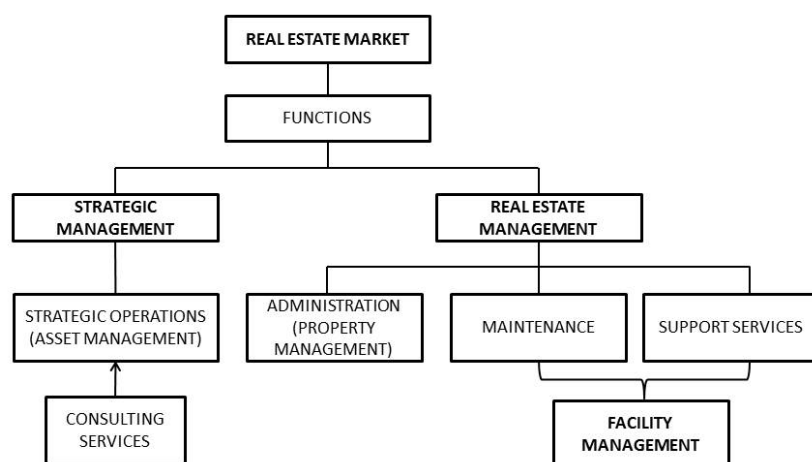 REAL ESTATE MARKET
FUNCTIONS
STRATEGIC
MANAGEMENT
REAL ESTATE
MANAGEMENT
STRATEGIC OPERATIONS
(ASSET MANAGEMENT)
ADMINISTRATION
(PROPERTY
MANAGEMENT)
MAINTENANCE
SUPPORT SERVICES
CONSULTING
SERVICES
FACILITY
MANAGEMENT